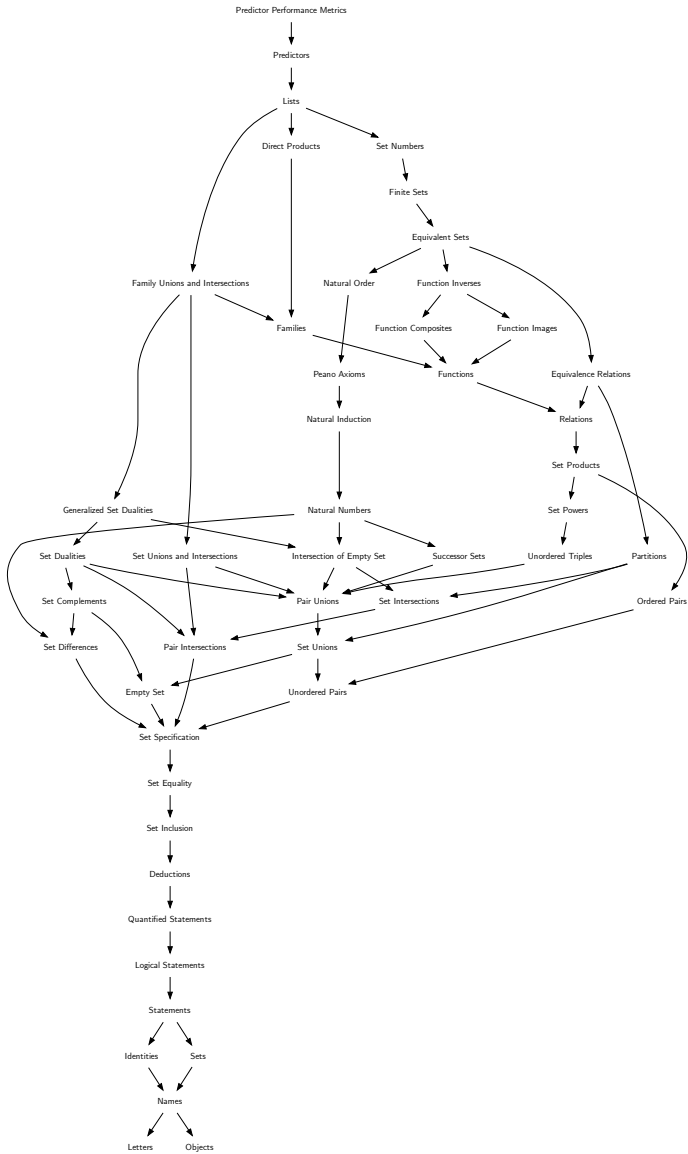 Predictor Performance Metrics
Predictors
Lists
Direct Products
Set Numbers
Finite Sets
Equivalent Sets
Family Unions and Intersections
Natural Order
Function Inverses
Families
Function Composites
Function Images
Peano Axioms
Functions
Equivalence Relations
Natural Induction
Relations
Set Products
Generalized Set Dualities
Natural Numbers
Set Powers
Set Dualities
Set Unions and Intersections
Intersection of Empty Set
Successor Sets
Unordered Triples
Partitions
Set Complements
Pair Unions
Set Intersections
Ordered Pairs
Set Differences
Pair Intersections
Set Unions
Empty Set
Unordered Pairs
Set Specification
Set Equality
Set Inclusion
Deductions
Quantified Statements
Logical Statements
Statements
Identities
Sets
Names
Letters
Objects